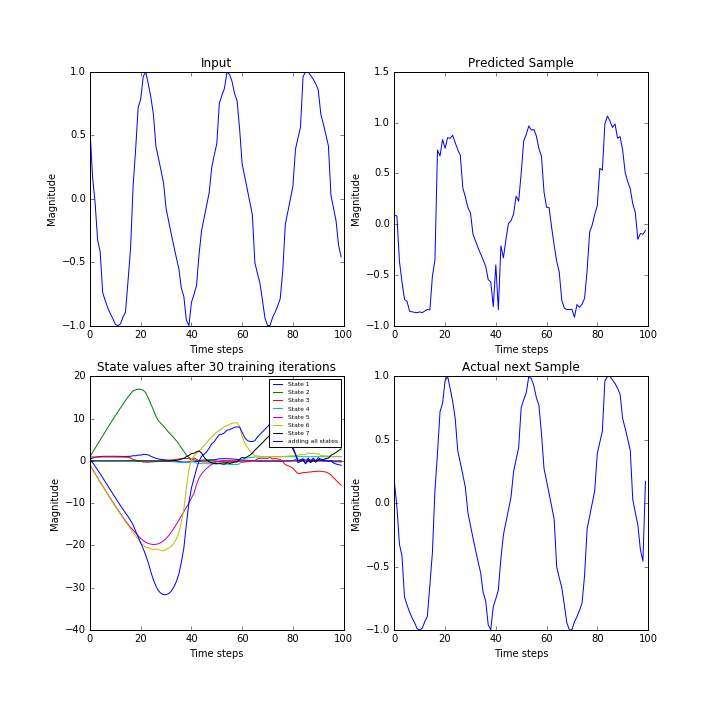 Input
Magnitude
1.0
0.5
0.0
−0.5
−1.0
0 20 40 60 80 100
Time steps
Predicted Sample
Magnitude
1.5
1.0
0.5
0.0
−0.5
−1.0
0 20 40 60 80 100
Time steps
State values after 30 training iterations
Magnitude
20
10
0
−10
−20
−30
−40
0 20 40 60 80 100
Time steps
State 1
State 2
State 3
State 4
State 5
State 6
State 7
adding all states
Actual next Sample
Magnitude
1.0
0.5
0.0
−0.5
−1.0
0 20 40 60 80 100
Time steps